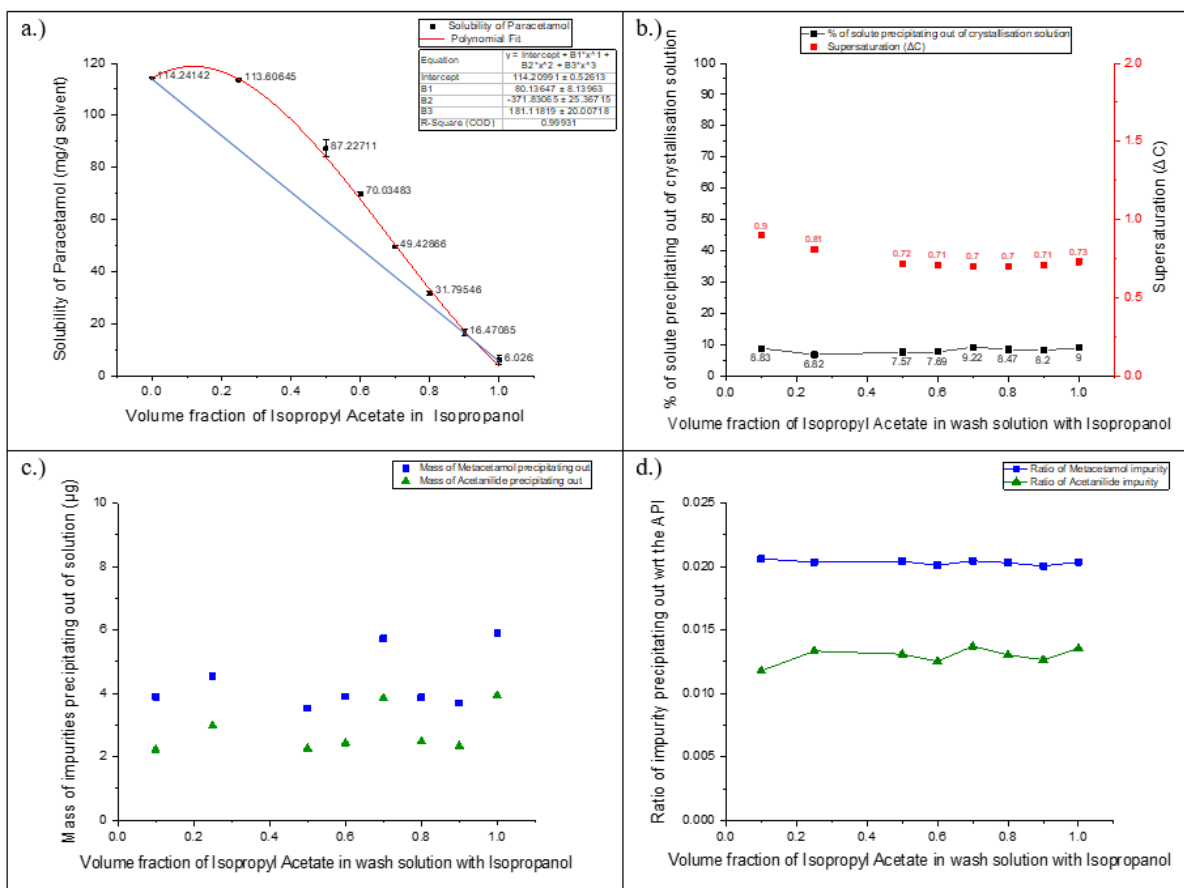 a.)
Solubility of Paracetamol
Polynomial Fit
Equation y = Intercept + B1*x^1 + B2*x^2 + B3*x^3
Intercept 114.20991 ± 0.52613
B1 80.13647 ± 8.13963
B2 -371.83065 ± 25.36715
B3 181.11819 ± 20.00718
R-Square (COD) 0.99931
Solubility of Paracetamol (mg/g solvent)
120
100
80
60
40
20
0
114.24142
113.60645
87.22711
70.03483
49.42866
31.79546
16.47085
6.026
0.0 0.2 0.4 0.6 0.8 1.0
Volume fraction of Isopropyl Acetate in Isopropanol
b.)
% of solute precipitating out of crystallisation solution
Supersaturation (ΔC)
% of solute precipitating out of crystallisation solution
100
95
90
85
80
75
70
65
60
55
50
45
40
35
30
25
20
15
10
5
0
0.9 0.81 0.72 0.71 0.7 0.7 0.71 0.73
8.83 6.82 7.57 7.69 9.22 8.47 8.2 9
2.0
1.5
1.0
0.5
0.0
Supersaturation (Δ C)
0.0 0.2 0.4 0.6 0.8 1.0
Volume fraction of Isopropyl Acetate in wash solution with Isopropanol
c.)
Mass of Metacetamol precipitating out
Mass of Acetanilide precipitating out
Mass of impurities precipitating out of solution (µg)
10
8
6
4
2
0
0.0 0.2 0.4 0.6 0.8 1.0
Volume fraction of Isopropyl Acetate in wash solution with Isopropanol
d.)
Ratio of Metacetamol impurity
Ratio of Acetanilide impurity
Ratio of impurity precipitating out wrt the API
0.025
0.020
0.015
0.010
0.005
0.000
0.0 0.2 0.4 0.6 0.8 1.0
Volume fraction of Isopropyl Acetate in wash solution with Isopropanol